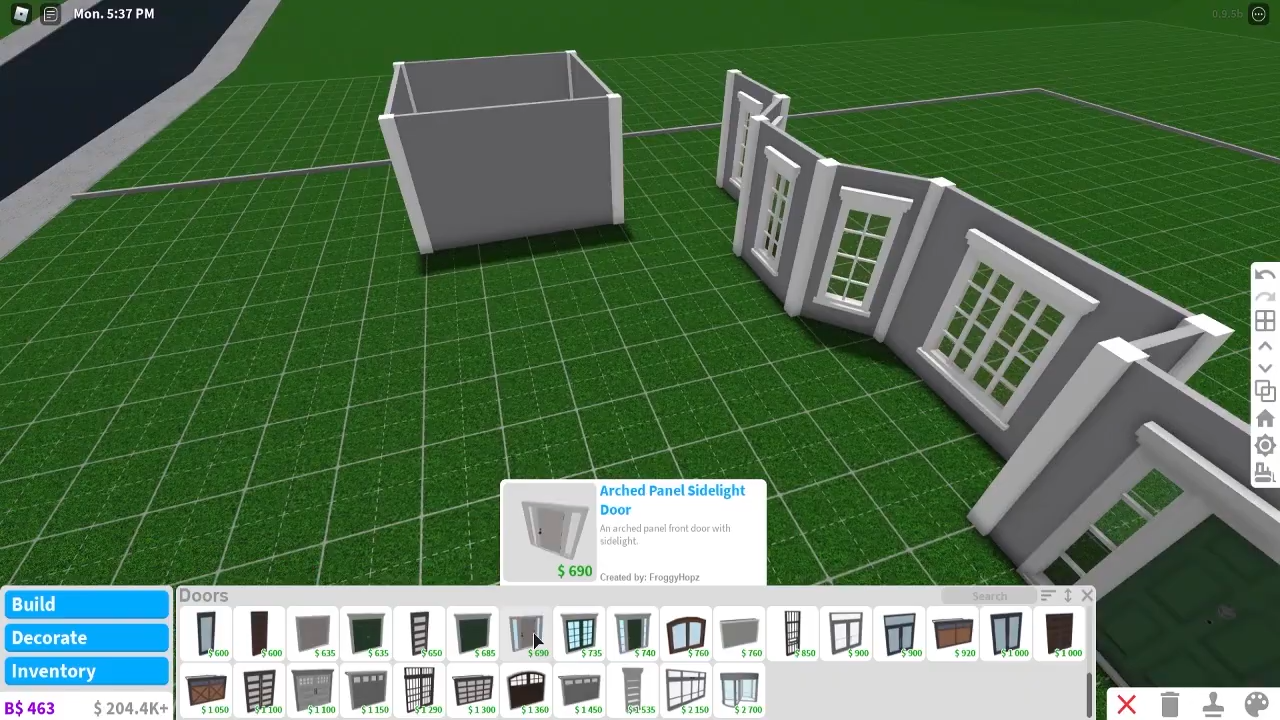 Mon. 5:37 PM
0.9.5b
Arched Panel Sidelight
Door
An arched panel front door with
sidelight.
$ 690
Created by: FroggyHopz
Build
Decorate
Inventory
B$ 463
$ 204.4K+
Doors
Search
$ 600
$ 600
$ 635
$ 635
$ 650
$ 685
$ 690
$ 735
$ 740
$ 760
$ 760
$ 850
$ 900
$ 900
$ 920
$ 1 000
$ 1 000
$ 1 050
$ 1 100
$ 1 100
$ 1 150
$ 1 290
$ 1 300
$ 1 360
$ 1 450
$ 1 535
$ 2 150
$ 2 700